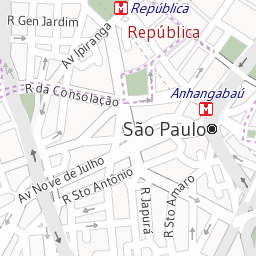 República
R Gen Jardim
República
Av Ipiranga
R da Consolação
Anhangabaú
São Paulo
Av Nove de Julho
R Sto Antônio
R Japurá
R Sto Amaro